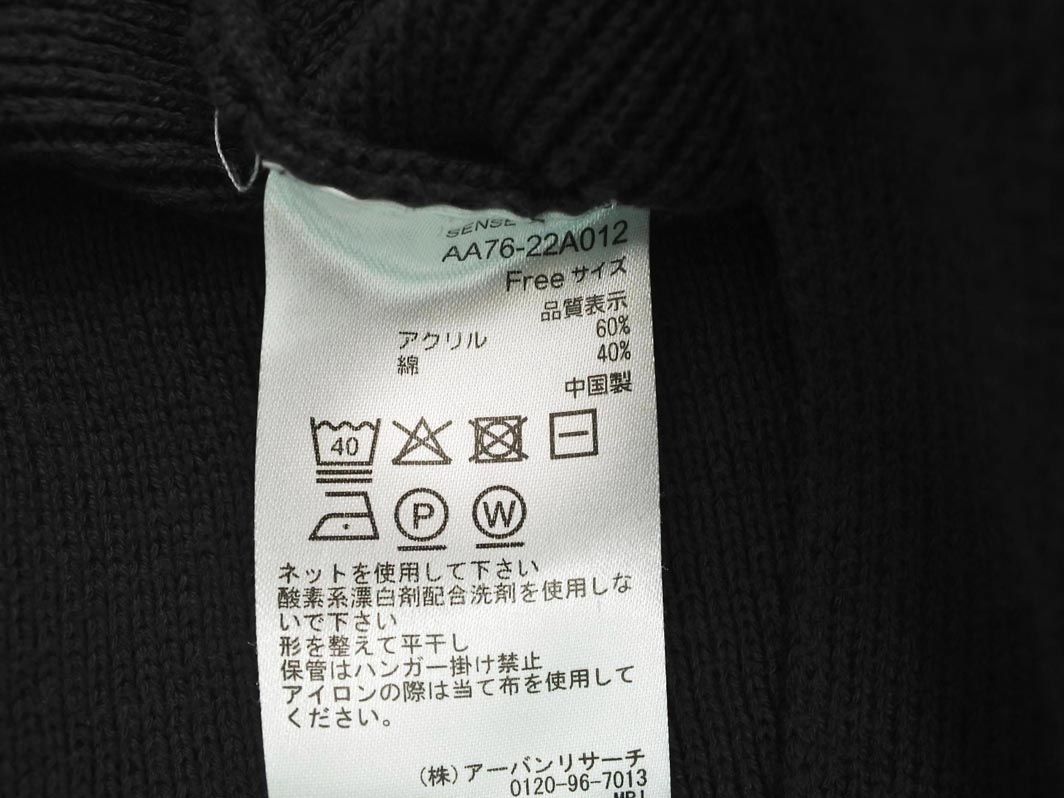 SENSE
AA76-22A012
Free サイズ
品質表示
アクリル 60%
綿 40%
中国製
40
P W
ネットを使用して下さい
酸素系漂白剤配合洗剤を使用しな
いで下さい
形を整えて平干し
保管はハンガー掛け禁止
アイロンの際は当て布を使用して
ください。
(株)アーバンリサーチ
0120-96-7013